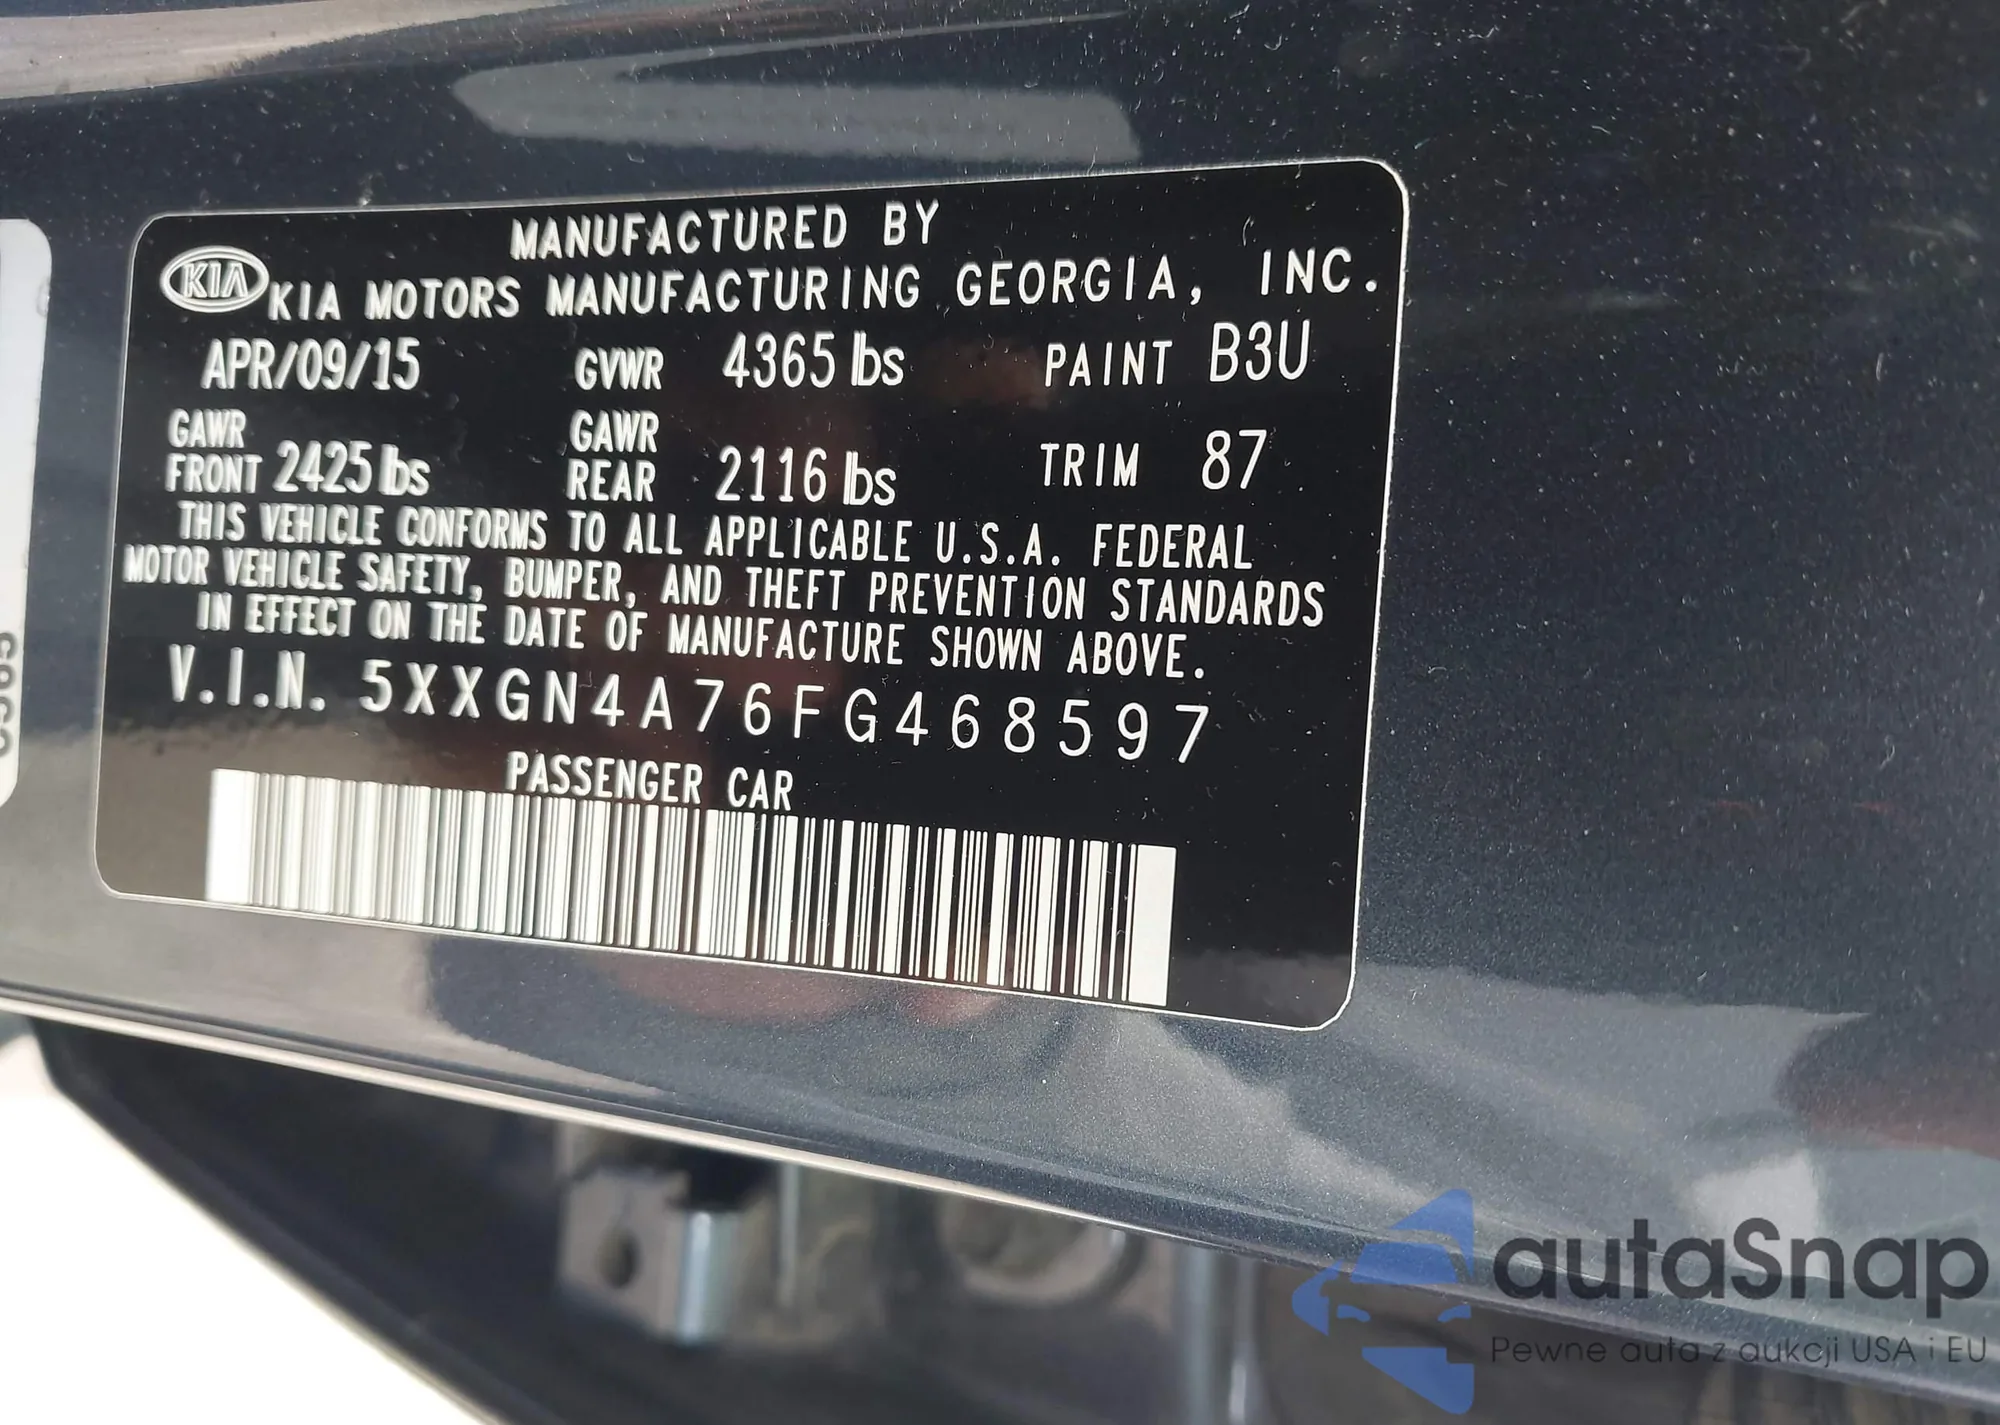 MANUFACTURED BY
KIA KIA MOTORS MANUFACTURING GEORGIA, INC.
APR/09/15 GVWR 4365 lbs PAINT B3U
GAWR FRONT 2425 lbs GAWR REAR 2116 lbs TRIM 87
THIS VEHICLE CONFORMS TO ALL APPLICABLE U.S.A. FEDERAL
MOTOR VEHICLE SAFETY, BUMPER, AND THEFT PREVENTION STANDARDS
IN EFFECT ON THE DATE OF MANUFACTURE SHOWN ABOVE.
V.I.N. 5XXGN4A76FG468597
PASSENGER CAR
autaSnap
Pewne auta z aukcji USA i EU